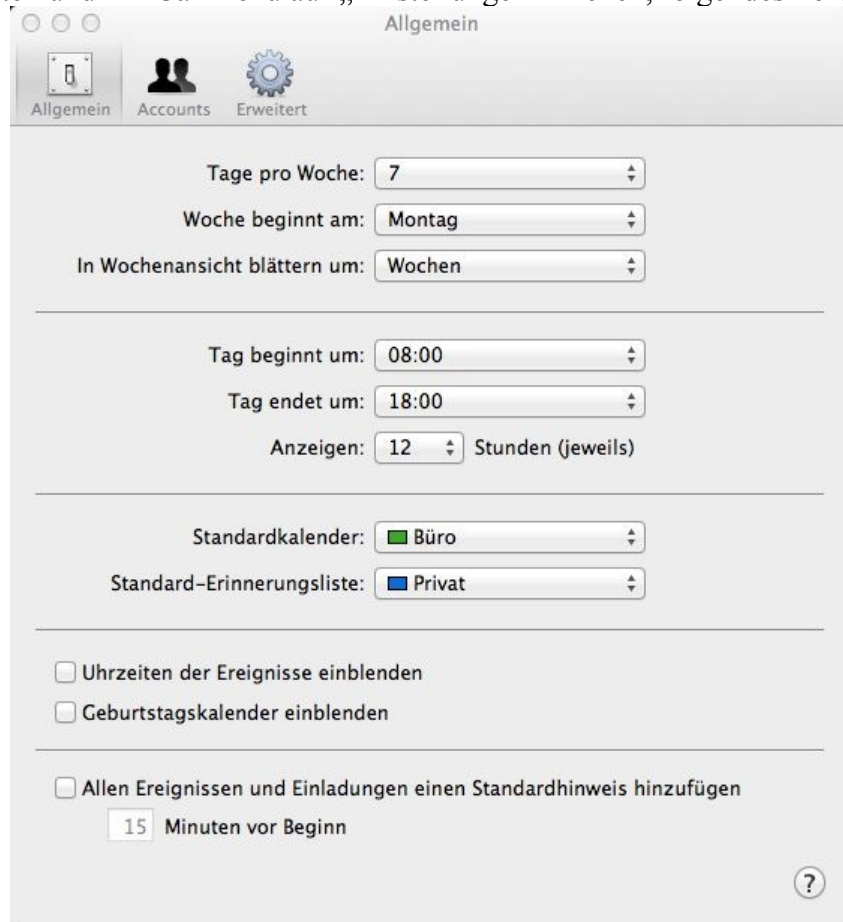 Allgemein
Allgemein Accounts Erweitert
Tage pro Woche: 7
Woche beginnt am: Montag
In Wochenansicht blättern um: Wochen
Tag beginnt um: 08:00
Tag endet um: 18:00
Anzeigen: 12 Stunden (jeweils)
Standardkalender: Büro
Standard-Erinnerungsliste: Privat
Uhrzeiten der Ereignisse einblenden
Geburtstagskalender einblenden
Allen Ereignissen und Einladungen einen Standardhinweis hinzufügen
15 Minuten vor Beginn
?